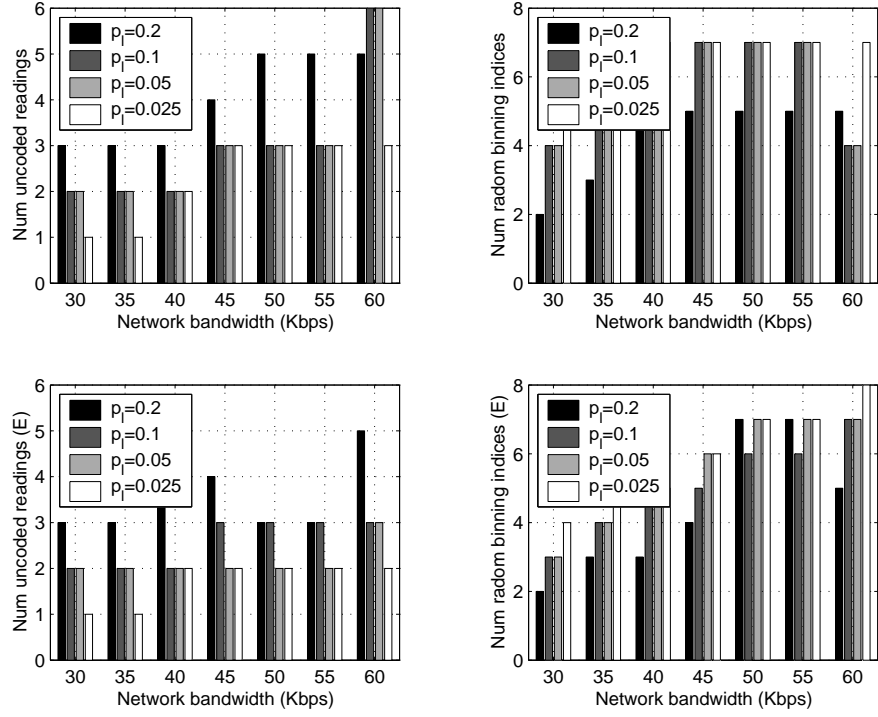 Num uncoded readings
6
5
4
3
2
1
0
p_l=0.2
p_l=0.1
p_l=0.05
p_l=0.025
30 35 40 45 50 55 60
Network bandwidth (Kbps)
Num radom binning indices
8
6
4
2
0
p_l=0.2
p_l=0.1
p_l=0.05
p_l=0.025
30 35 40 45 50 55 60
Network bandwidth (Kbps)
Num uncoded readings (E)
6
5
4
3
2
1
0
p_l=0.2
p_l=0.1
p_l=0.05
p_l=0.025
30 35 40 45 50 55 60
Network bandwidth (Kbps)
Num radom binning indices (E)
8
6
4
2
0
p_l=0.2
p_l=0.1
p_l=0.05
p_l=0.025
30 35 40 45 50 55 60
Network bandwidth (Kbps)